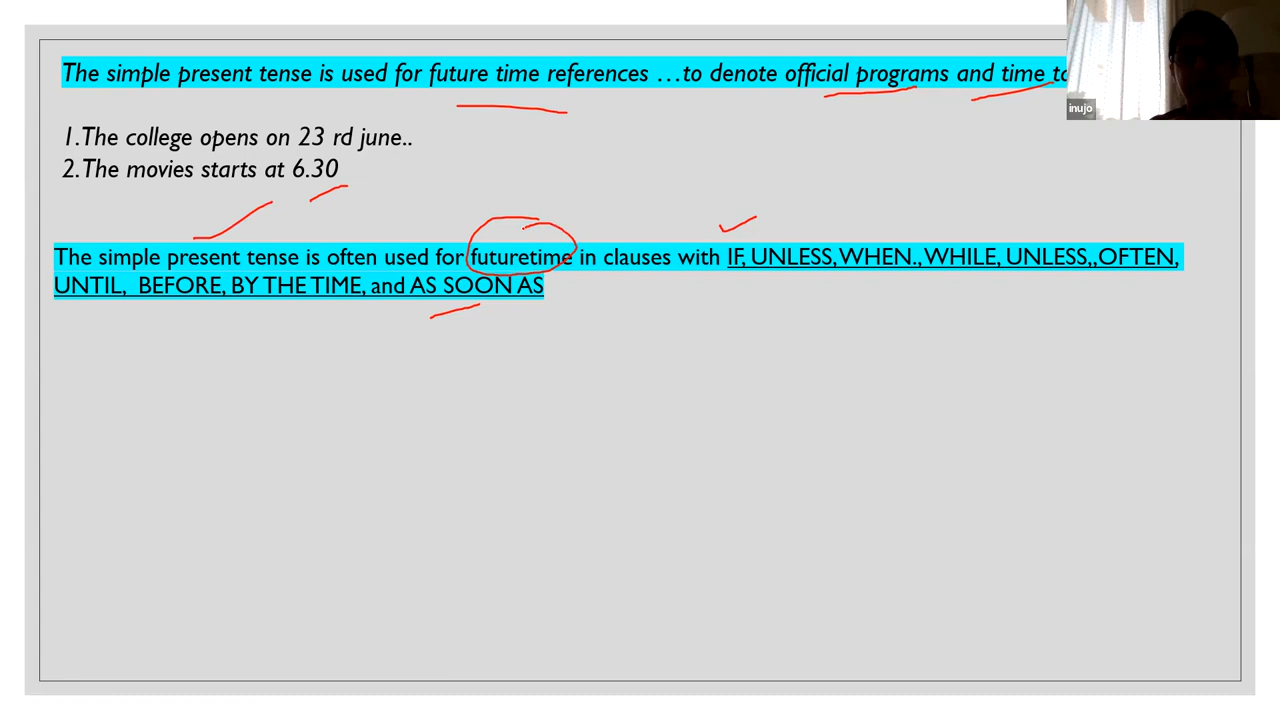 The simple present tense is used for future time references …to denote official programs and time
inujo
1.The college opens on 23 rd june..
2.The movies starts at 6.30
The simple present tense is often used for futuretime in clauses with IF, UNLESS,WHEN.,WHILE, UNLESS,,OFTEN,
UNTIL, BEFORE, BY THE TIME, and AS SOON AS